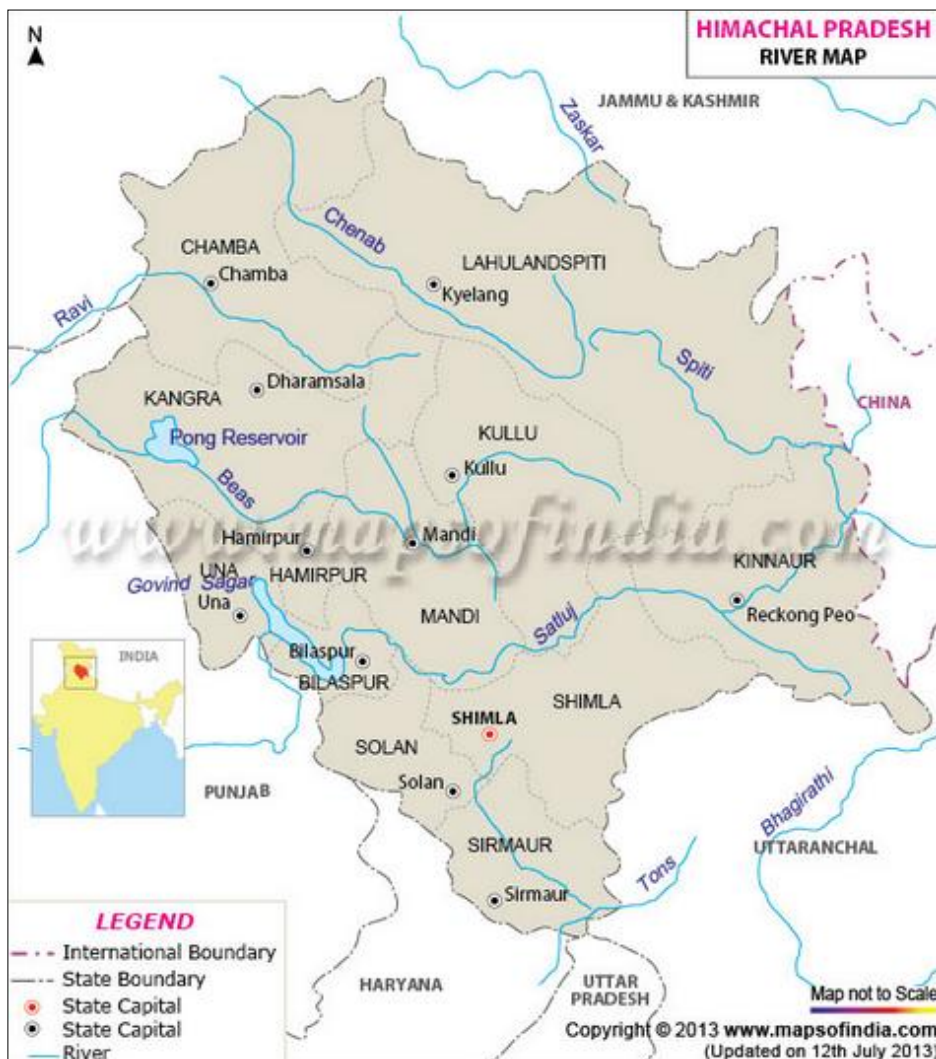 HIMACHAL PRADESH
RIVER MAP
N
JAMMU & KASHMIR
Zaskar
Chenab
CHAMBA
Chamba
LAHULANDSPITI
Kyelang
Ravi
Spiti
Dharamsala
KANGRA
CHINA
Pong Reservoir
KULLU
Kullu
Beas
www.mapsofindia.com
Hamirpur
Mandi
UNA
HAMIRPUR
KINNAUR
Govind Sagar
Una
MANDI
Satluj
Reckong Peo
INDIA
Bilaspur
BILASPUR
SHIMLA
SHIMLA
SOLAN
PUNJAB
Solan
Bhagirathi
SIRMAUR
UTTARANCHAL
Tons
Sirmaur
LEGEND
International Boundary
State Boundary
State Capital
State Capital
River
HARYANA
UTTAR
PRADESH
Map not to Scale
Copyright © 2013 www.mapsofindia.com
(Updated on 12th July 2013)